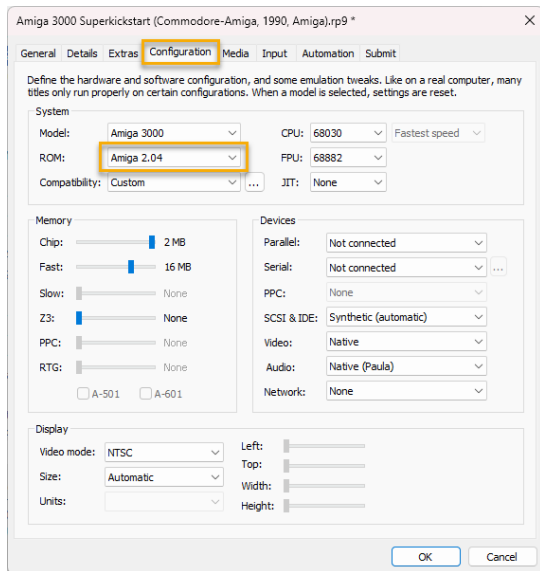 Amiga 3000 Superkickstart (Commodore-Amiga, 1990, Amiga).rp9 *
General Details Extras Configuration Media Input Automation Submit
Define the hardware and software configuration, and some emulation tweaks. Like on a real computer, many
titles only run properly on certain configurations. When a model is selected, settings are reset.
System
Model: Amiga 3000 CPU: 68030 Fastest speed
ROM: Amiga 2.04 FPU: 68882
Compatibility: Custom ... JIT: None
Memory
Chip: 2 MB
Fast: 16 MB
Slow: None
Z3: None
PPC: None
RTG: None
A-501 A-601
Devices
Parallel: Not connected
Serial: Not connected ...
PPC: None
SCSI & IDE: Synthetic (automatic)
Video: Native
Audio: Native (Paula)
Network: None
Display
Video mode: NTSC
Size: Automatic
Units:
Left:
Top:
Width:
Height:
OK Cancel